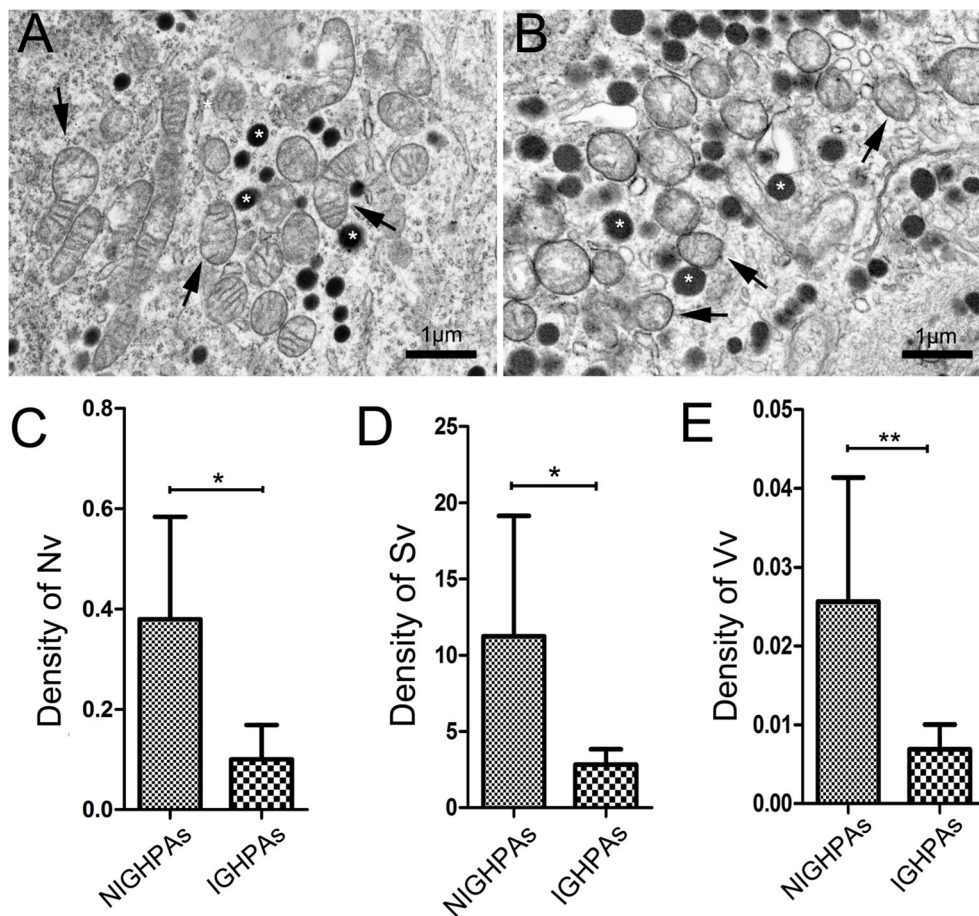 A
B
*
*
*
*
*
*
*
1μm
1μm
C
Density of Nv
0.8
0.6
0.4
0.2
0.0
*
NIGHPAs
IGHPAs
D
Density of Sv
25
20
15
10
5
0
*
NIGHPAs
IGHPAs
E
Density of Vv
0.05
0.04
0.03
0.02
0.01
0.00
**
NIGHPAs
IGHPAs